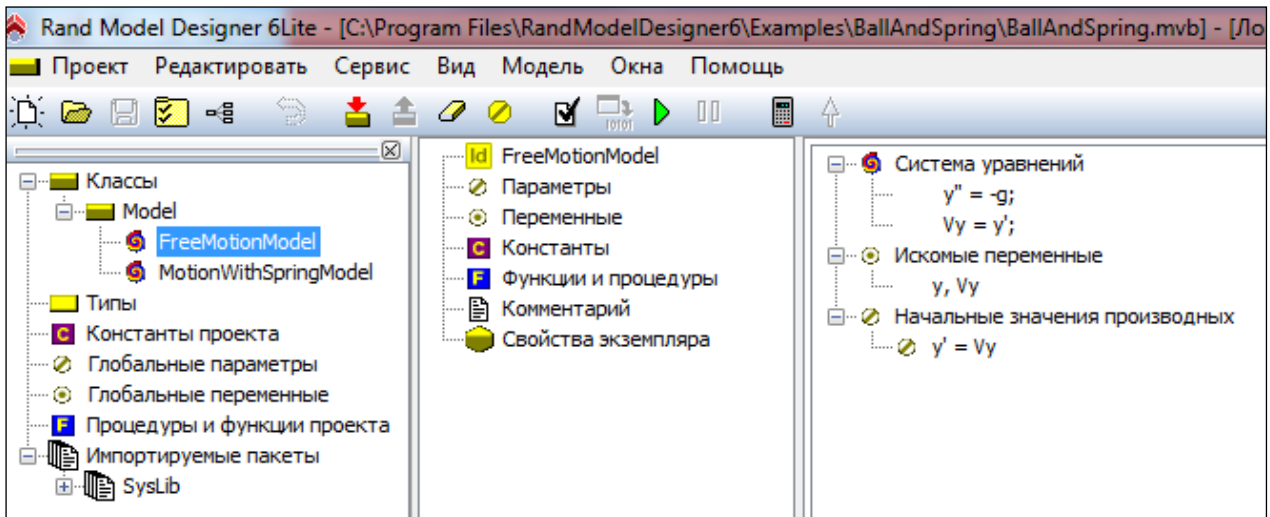 Rand Model Designer 6Lite - [C:\Program Files\RandModelDesigner6\Examples\BallAndSpring\BallAndSpring.mvb] - [Ло
Проект Редактировать Сервис Вид Модель Окна Помощь
Классы
Model
FreeMotionModel
MotionWithSpringModel
Типы
C Константы проекта
Глобальные параметры
Глобальные переменные
F Процедуры и функции проекта
Импортируемые пакеты
SysLib
Id FreeMotionModel
Параметры
Переменные
C Константы
F Функции и процедуры
Комментарий
Свойства экземпляра
Система уравнений
y'' = -g;
Vy = y';
Искомые переменные
y, Vy
Начальные значения производных
y' = Vy